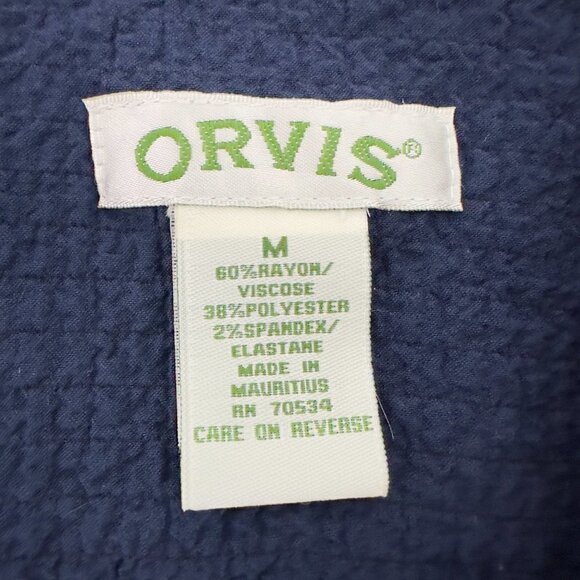 ORVIS®
M
60%RAYON/
VISCOSE
38%POLYESTER
2%SPANDEX/
ELASTANE
MADE IN
MAURITIUS
RN 70534
CARE ON REVERSE